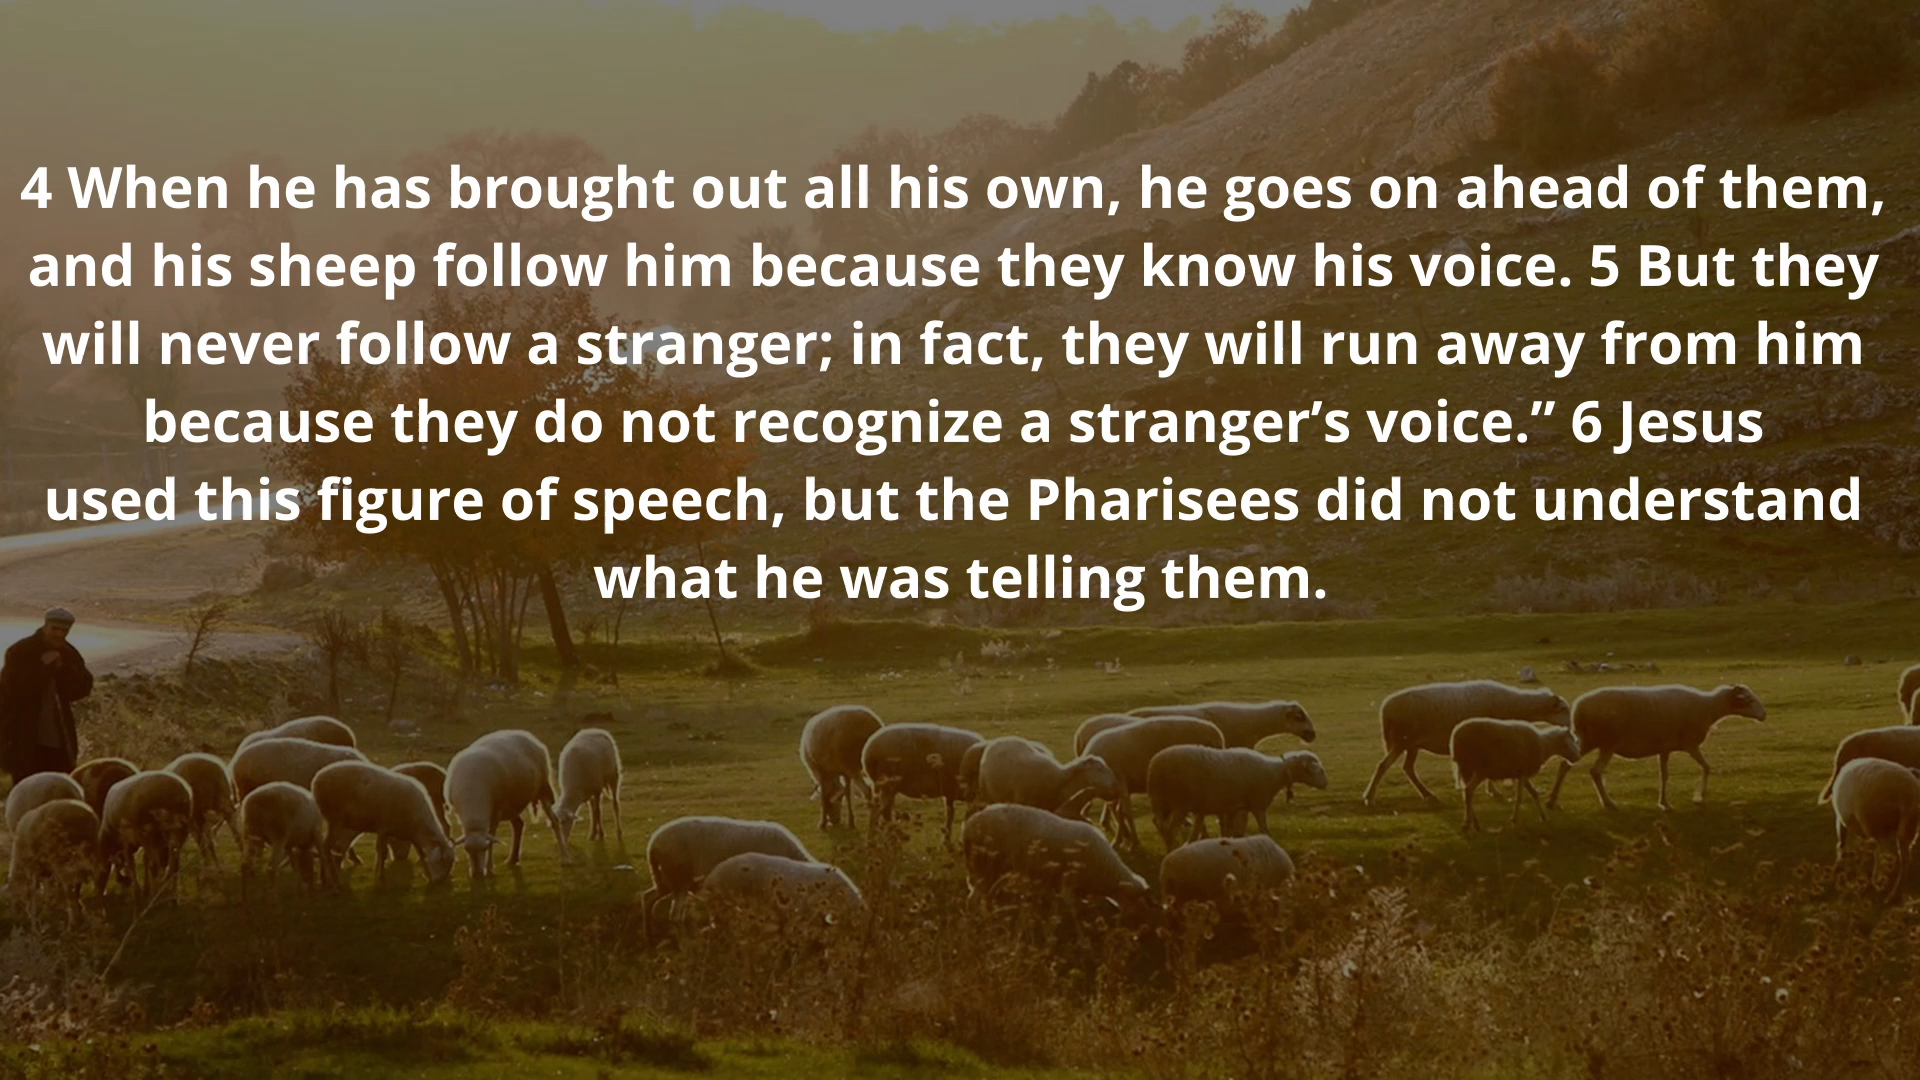 4 When he has brought out all his own, he goes on ahead of them,
and his sheep follow him because they know his voice. 5 But they
will never follow a stranger; in fact, they will run away from him
because they do not recognize a stranger’s voice.” 6 Jesus
used this figure of speech, but the Pharisees did not understand
what he was telling them.